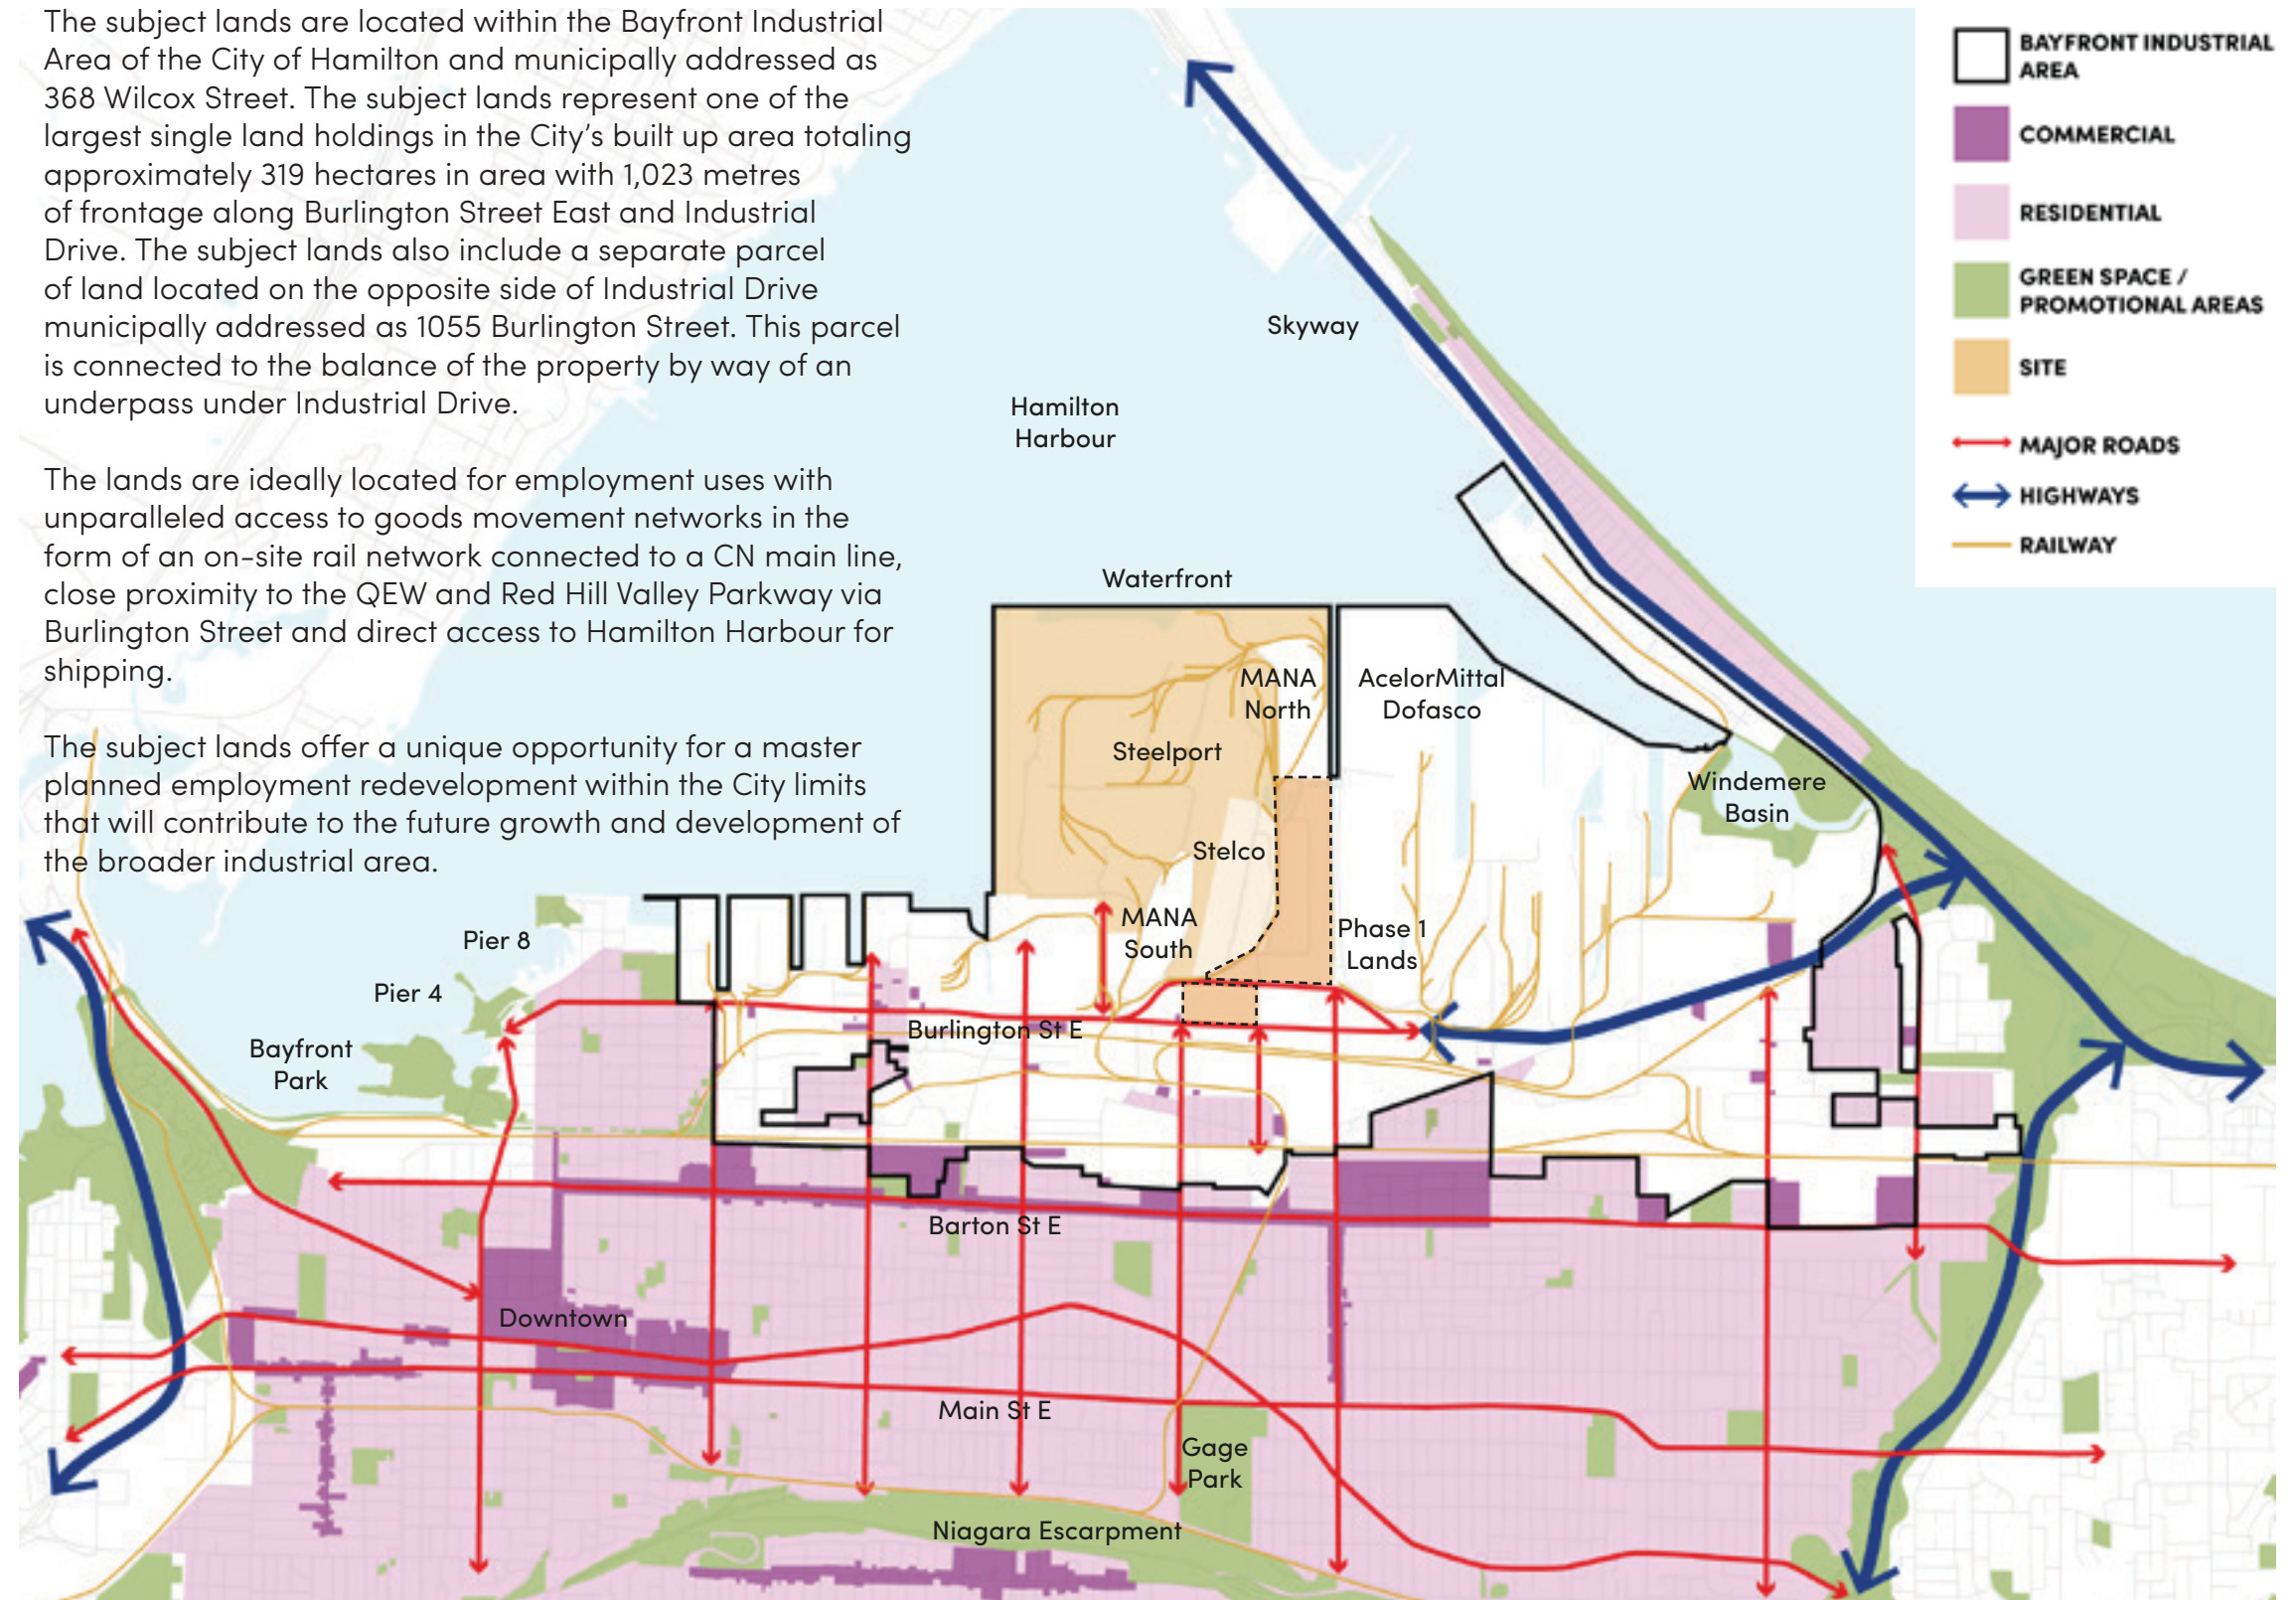 The subject lands are located within the Bayfront Industrial
Area of the City of Hamilton and municipally addressed as
368 Wilcox Street. The subject lands represent one of the
largest single land holdings in the City’s built up area totaling
approximately 319 hectares in area with 1,023 metres
of frontage along Burlington Street East and Industrial
Drive. The subject lands also include a separate parcel
of land located on the opposite side of Industrial Drive
municipally addressed as 1055 Burlington Street. This parcel
is connected to the balance of the property by way of an
underpass under Industrial Drive.
The lands are ideally located for employment uses with
unparalleled access to goods movement networks in the
form of an on-site rail network connected to a CN main line,
close proximity to the QEW and Red Hill Valley Parkway via
Burlington Street and direct access to Hamilton Harbour for
shipping.
The subject lands offer a unique opportunity for a master
planned employment redevelopment within the City limits
that will contribute to the future growth and development of
the broader industrial area.
BAYFRONT INDUSTRIAL
AREA
COMMERCIAL
RESIDENTIAL
GREEN SPACE /
PROMOTIONAL AREAS
SITE
MAJOR ROADS
HIGHWAYS
RAILWAY
Skyway
Hamilton
Harbour
Waterfront
MANA
North
AcelorMittal
Dofasco
Steelport
Windemere
Basin
Stelco
MANA
South
Phase 1
Lands
Pier 8
Pier 4
Bayfront
Park
Burlington St E
Barton St E
Downtown
Main St E
Gage
Park
Niagara Escarpment